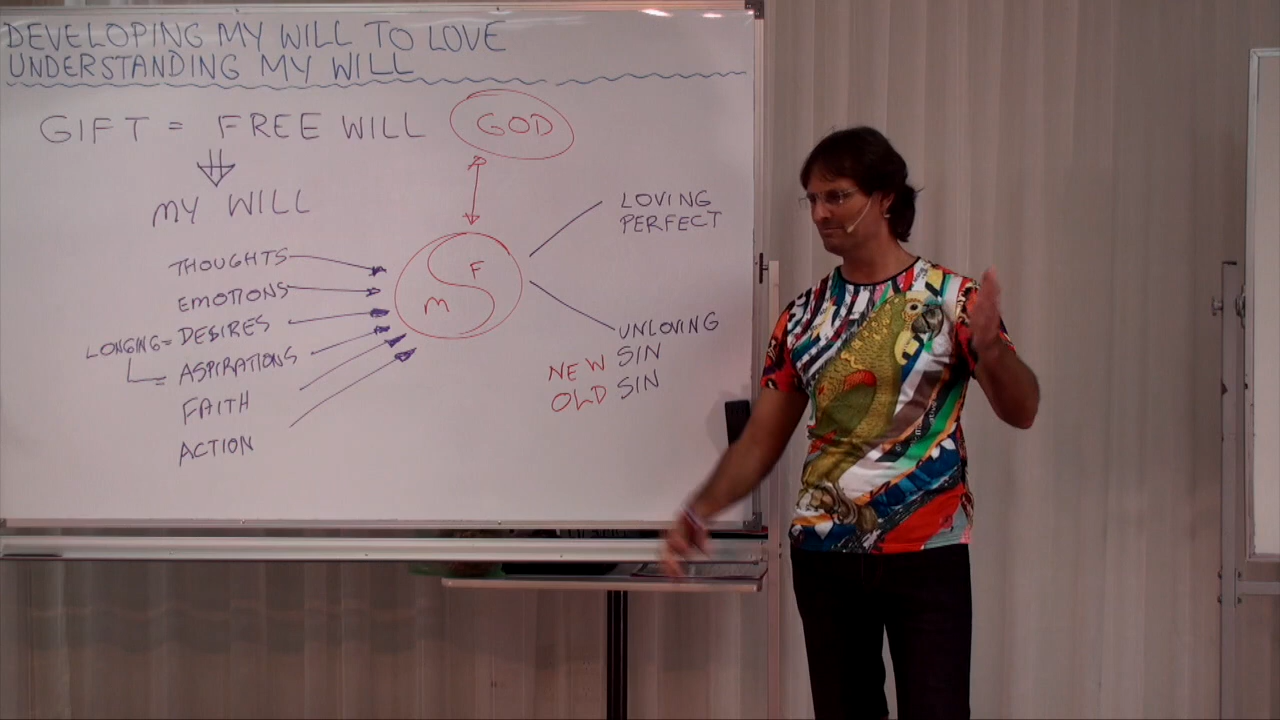 DEVELOPING MY WILL TO LOVE
UNDERSTANDING MY WILL
GIFT = FREE WILL
GOD
MY WILL
LOVING
PERFECT
THOUGHTS
EMOTIONS
LONGING = DESIRES
= ASPIRATIONS
FAITH
ACTION
F
M
UNLOVING
NEW SIN
OLD SIN